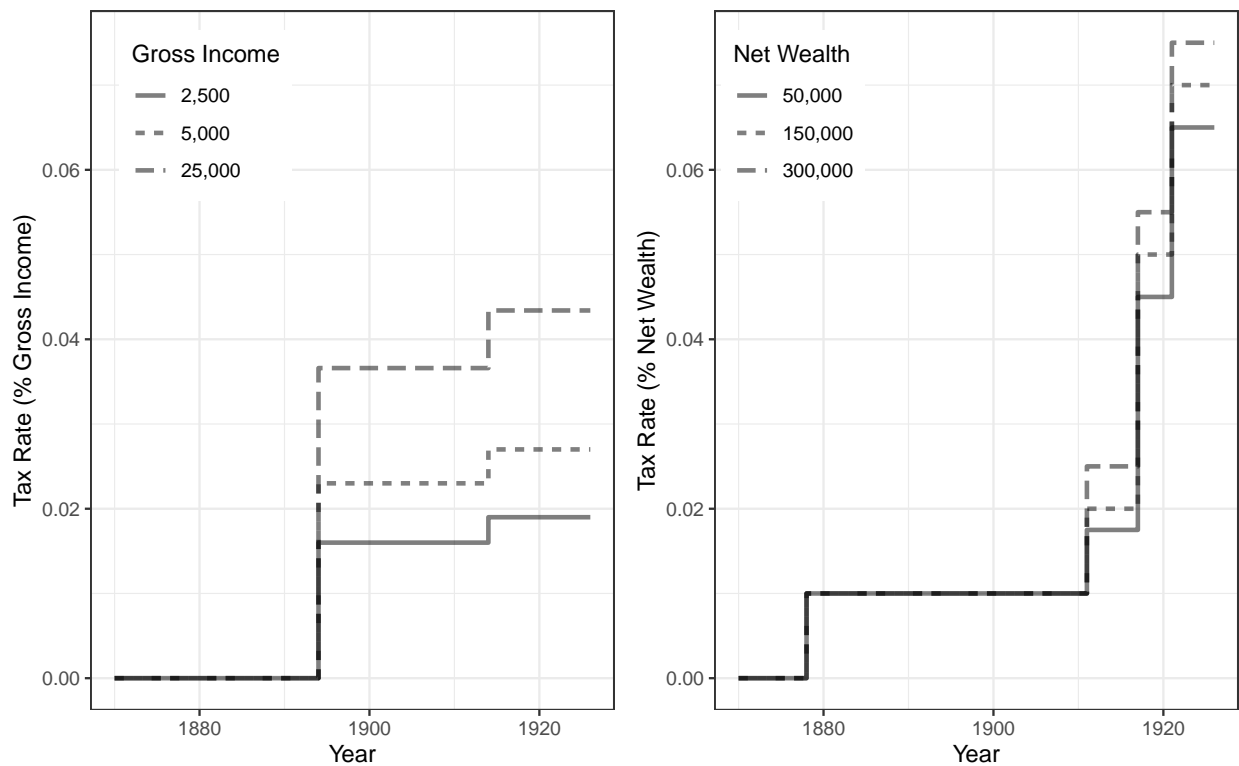 Gross Income
2,500
5,000
25,000
Tax Rate (% Gross Income)
0.06
0.04
0.02
0.00
1880 1900 1920
Year
Net Wealth
50,000
150,000
300,000
Tax Rate (% Net Wealth)
0.06
0.04
0.02
0.00
1880 1900 1920
Year